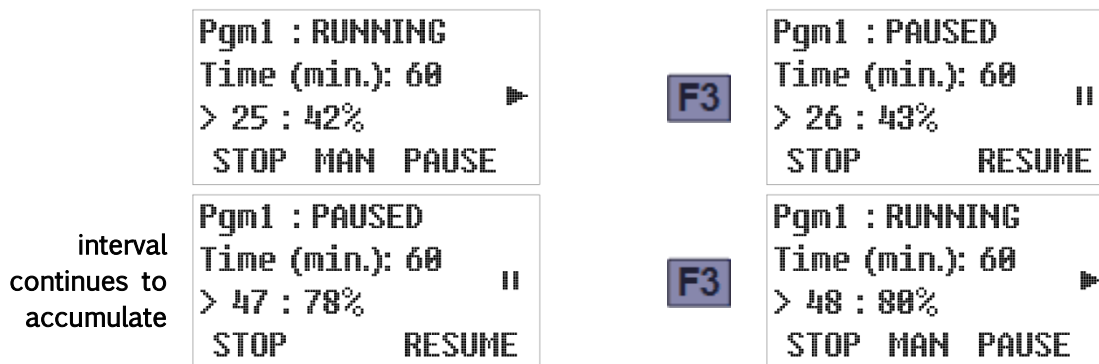 Pgm1 : RUNNING
Time (min.): 60
> 25 : 42%
STOP MAN PAUSE
F3
Pgm1 : PAUSED
Time (min.): 60
> 26 : 43%
STOP RESUME
interval
continues to
accumulate
Pgm1 : PAUSED
Time (min.): 60
> 47 : 78%
STOP RESUME
F3
Pgm1 : RUNNING
Time (min.): 60
> 48 : 80%
STOP MAN PAUSE